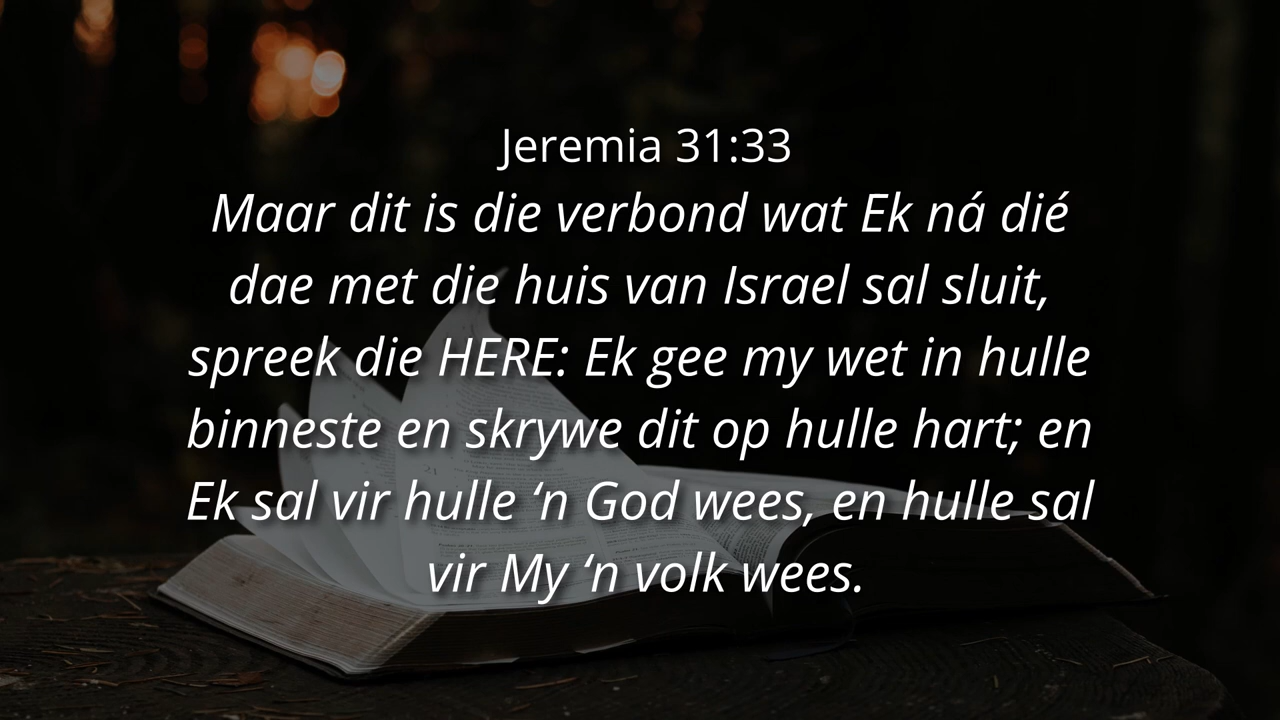 Jeremia 31:33
Maar dit is die verbond wat Ek ná dié
dae met die huis van Israel sal sluit,
spreek die HERE: Ek gee my wet in hulle
binneste en skrywe dit op hulle hart; en
Ek sal vir hulle ‘n God wees, en hulle sal
vir My ‘n volk wees.